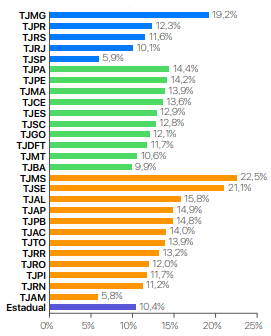 TJMG 19,2%
TJPR 12,3%
TJRS 11,6%
TJRJ 10,1%
TJSP 5,9%
TJPA 14,4%
TJPE 14,2%
TJMA 13,9%
TJCE 13,6%
TJES 12,9%
TJSC 12,8%
TJGO 12,1%
TJDFT 11,7%
TJMT 10,6%
TJBA 9,9%
TJMS 22,5%
TJSE 21,1%
TJAL 15,8%
TJAP 14,9%
TJPB 14,8%
TJAC 14,0%
TJTO 13,9%
TJRR 13,2%
TJRO 12,0%
TJPI 11,7%
TJRN 11,2%
TJAM 5,8%
Estadual 10,4%
0% 5% 10% 15% 20% 25%